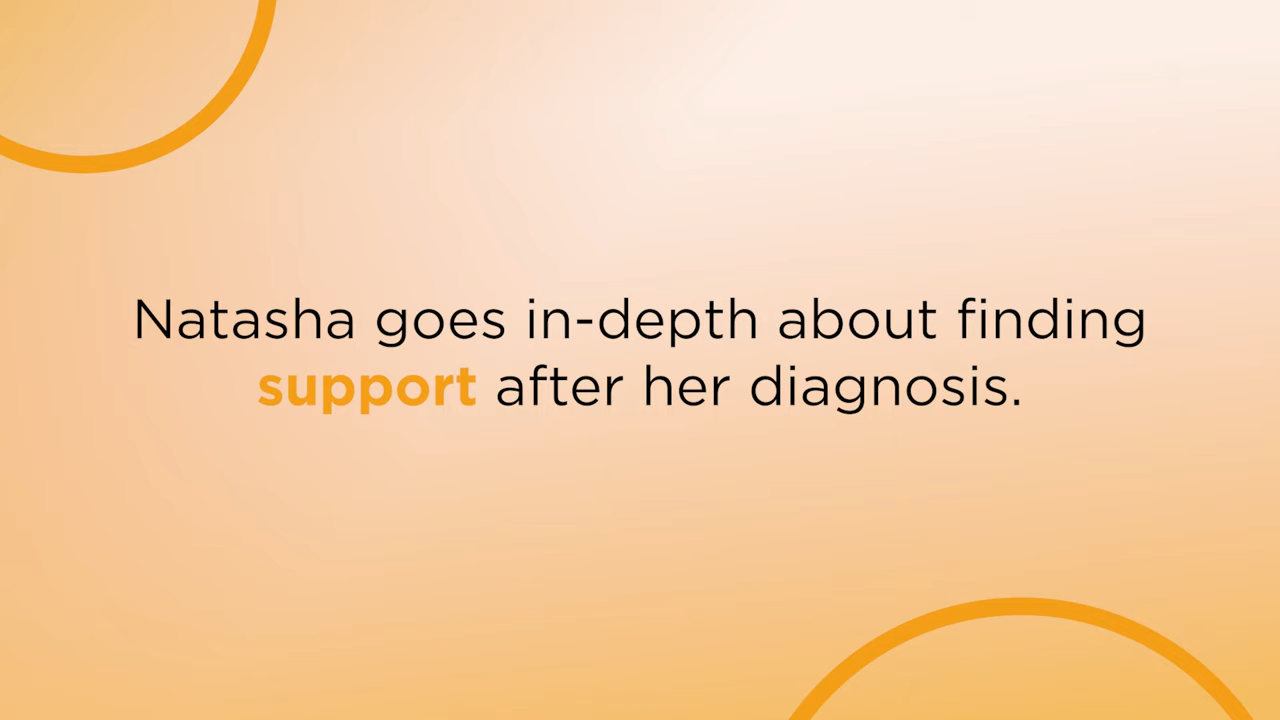 Natasha goes in-depth about finding
support after her diagnosis.